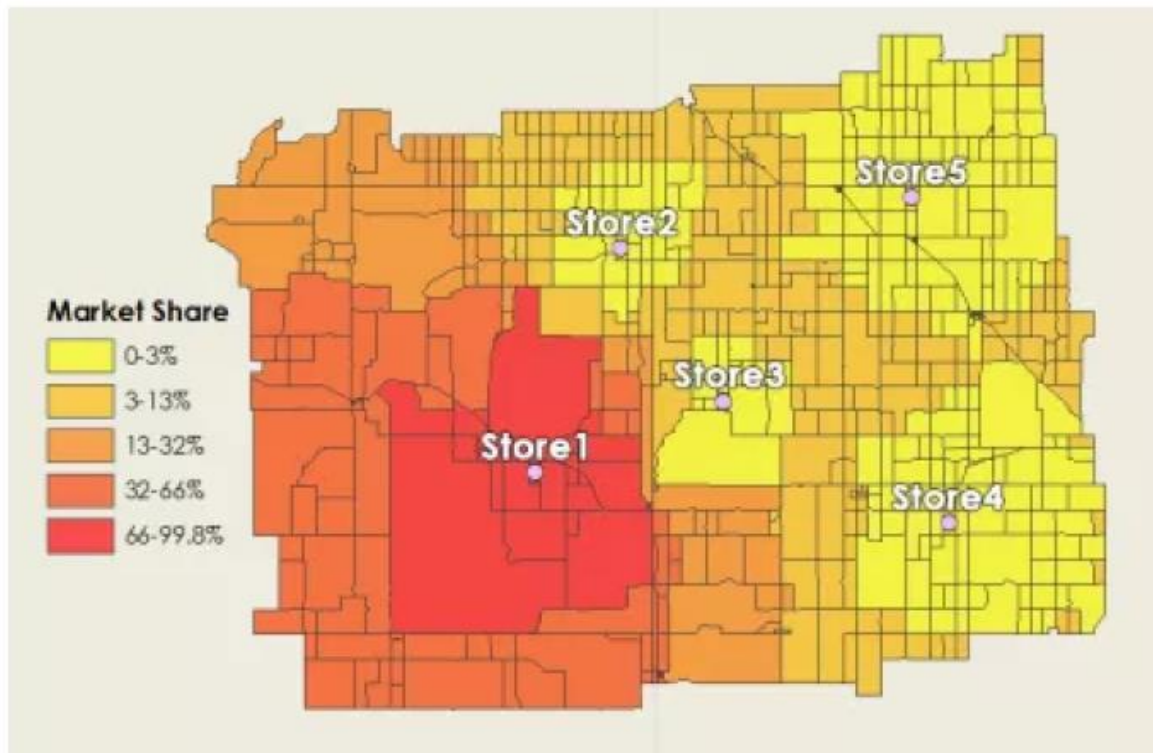 Store5
Store2
Market Share
0-3%
3-13%
13-32%
32-66%
66-99.8%
Store3
Store1
Store4